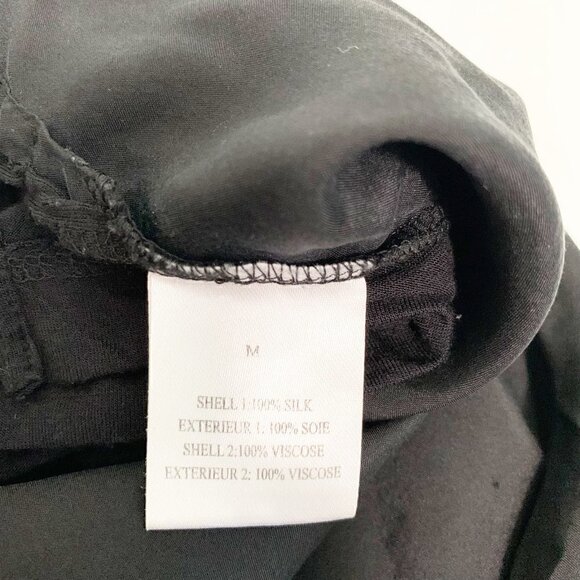 M
SHELL 1:100% SILK
EXTERIEUR 1: 100% SOIE
SHELL 2:100% VISCOSE
EXTERIEUR 2: 100% VISCOSE